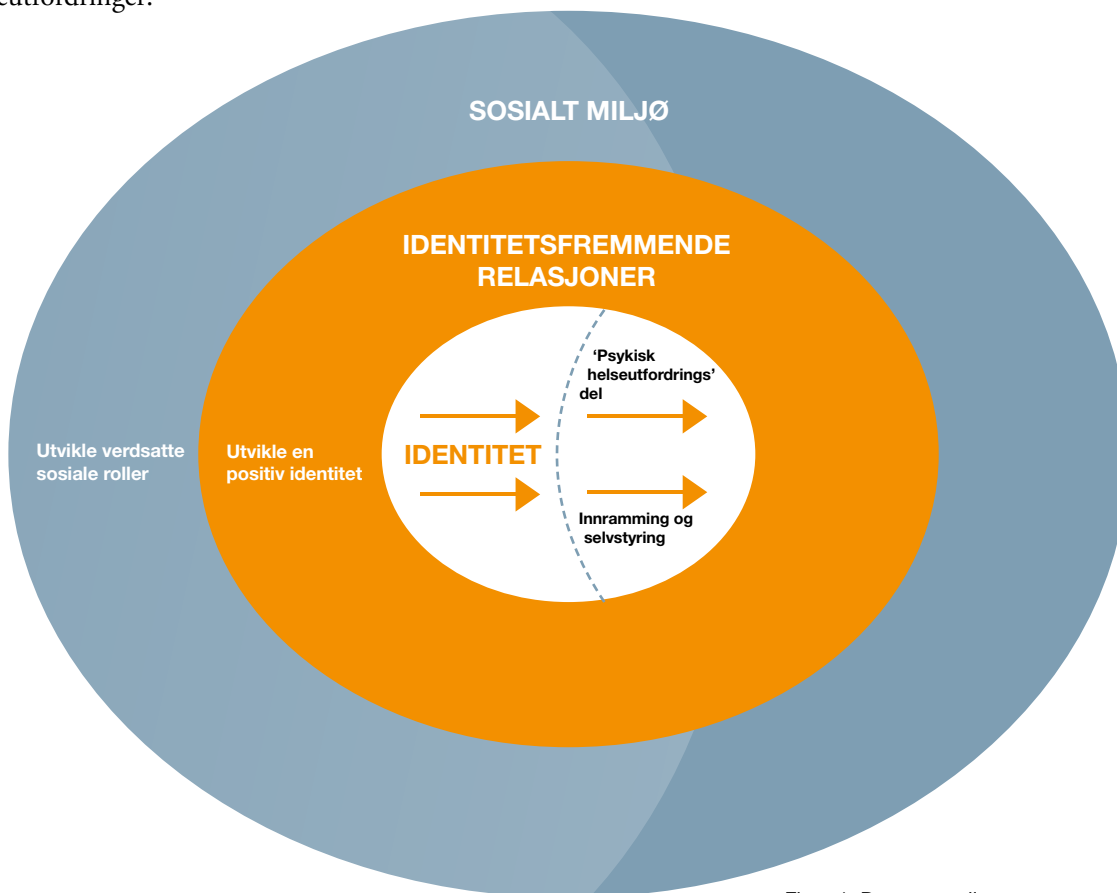 SOSIALT MILJØ
IDENTITETSFREMMENDE
RELASJONER
'Psykisk
helseutfordrings'
del
Utvikle verdsatte
sosiale roller
Utvikle en
positiv identitet
IDENTITET
Innramming og
selvstyring